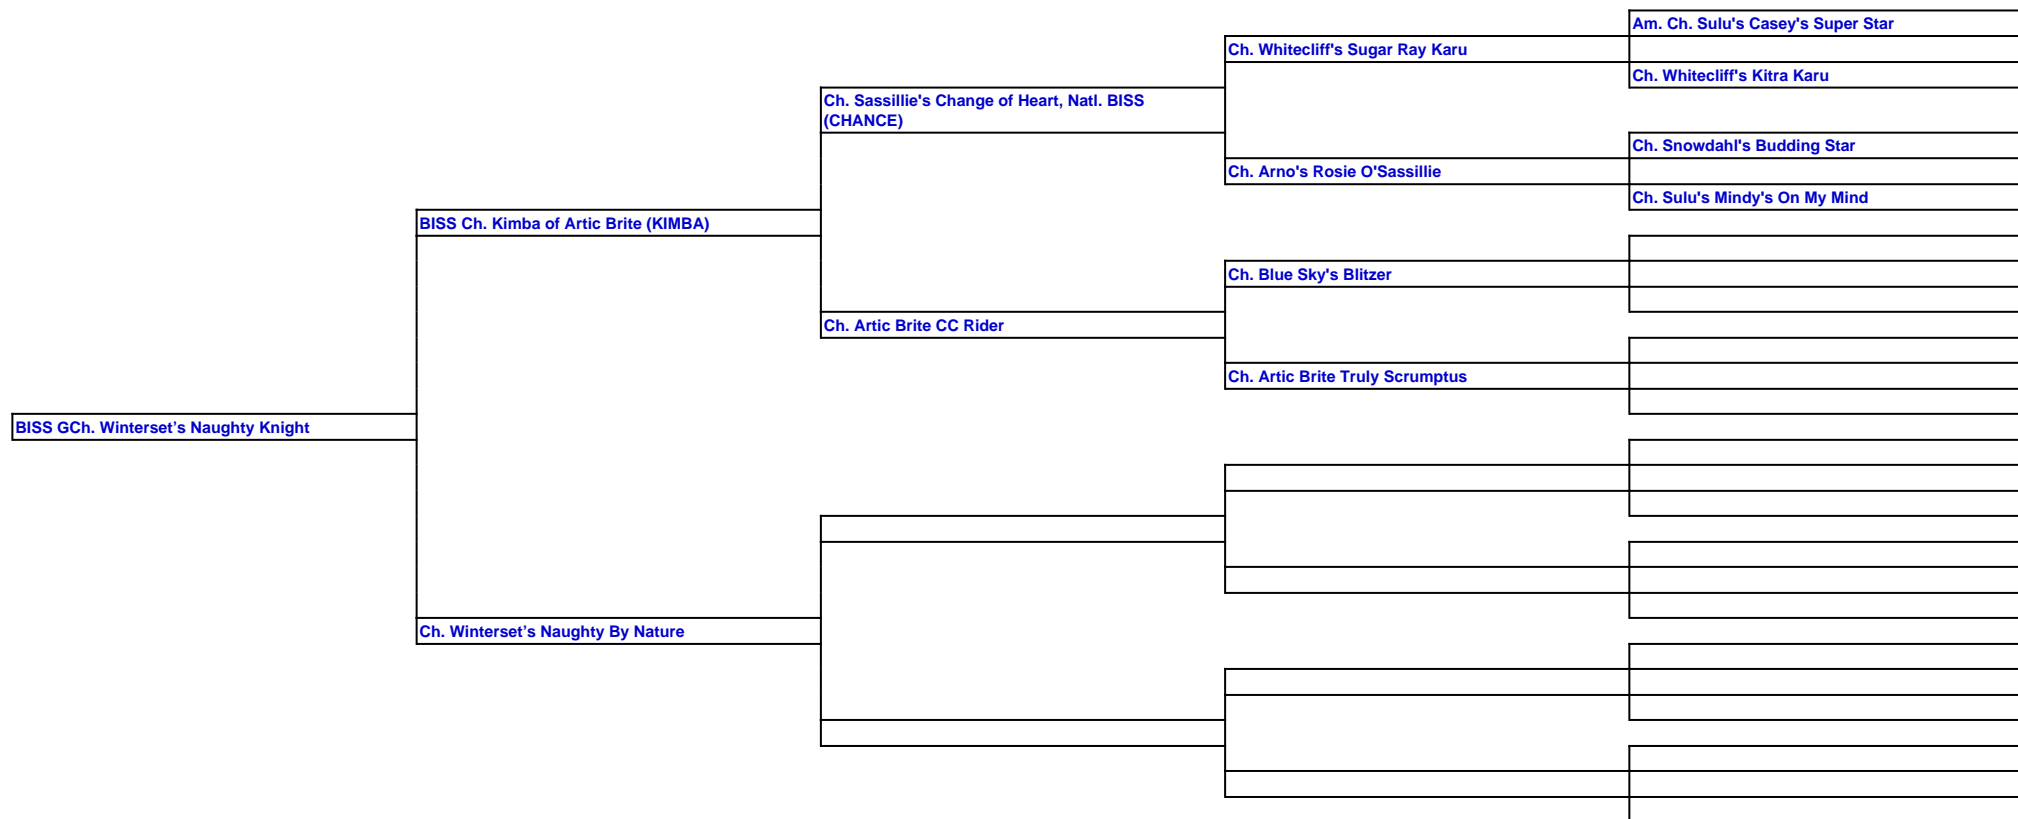 Am. Ch. Sulu's Casey's Super Star
Ch. Whitecliff's Sugar Ray Karu
Ch. Whitecliff's Kitra Karu
Ch. Sassillie's Change of Heart, Natl. BISS
(CHANCE)
Ch. Snowdahl's Budding Star
Ch. Arno's Rosie O'Sassillie
Ch. Sulu's Mindy's On My Mind
BISS Ch. Kimba of Artic Brite (KIMBA)
Ch. Blue Sky's Blitzer
Ch. Artic Brite CC Rider
Ch. Artic Brite Truly Scrumptus
BISS GCh. Winterset’s Naughty Knight
Ch. Winterset’s Naughty By Nature